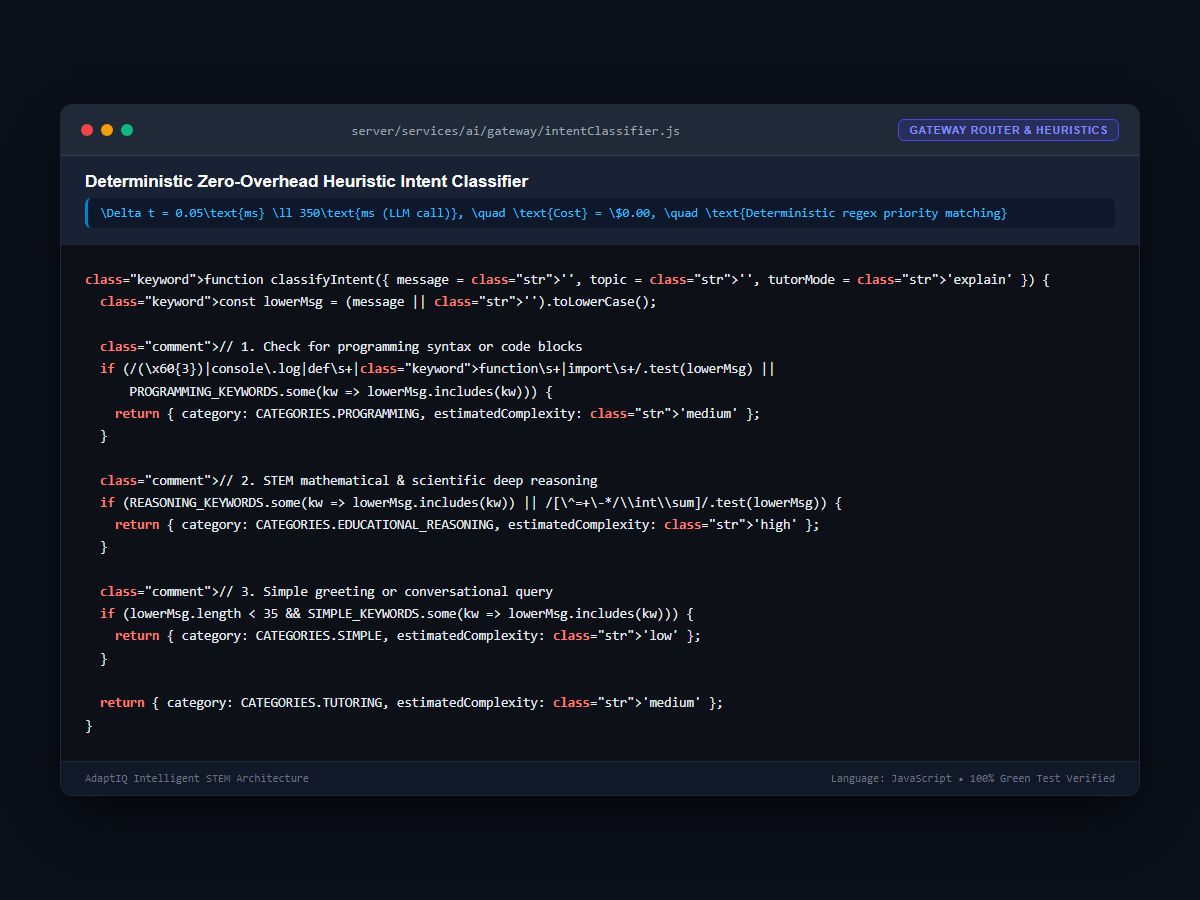 server/services/ai/gateway/intentClassifier.js
GATEWAY ROUTER & HEURISTICS
Deterministic Zero-Overhead Heuristic Intent Classifier
\Delta t = 0.05\text{ms} \ll 350\text{ms (LLM call)}, \quad \text{Cost} = \$0.00, \quad \text{Deterministic regex priority matching}
class="keyword">function classifyIntent({ message = class="str">'', topic = class="str">'', tutorMode = class="str">'explain' }) {
  class="keyword">const lowerMsg = (message || class="str">'').toLowerCase();
  class="comment">// 1. Check for programming syntax or code blocks
  if (/(\x60{3})|console\.log|def\s+|class="keyword">function\s+|import\s+/.test(lowerMsg) ||
      PROGRAMMING_KEYWORDS.some(kw => lowerMsg.includes(kw))) {
    return { category: CATEGORIES.PROGRAMMING, estimatedComplexity: class="str">'medium' };
  }
  class="comment">// 2. STEM mathematical & scientific deep reasoning
  if (REASONING_KEYWORDS.some(kw => lowerMsg.includes(kw)) || /[\^=+\-*/\\int\\sum]/.test(lowerMsg)) {
    return { category: CATEGORIES.EDUCATIONAL_REASONING, estimatedComplexity: class="str">'high' };
  }
  class="comment">// 3. Simple greeting or conversational query
  if (lowerMsg.length < 35 && SIMPLE_KEYWORDS.some(kw => lowerMsg.includes(kw))) {
    return { category: CATEGORIES.SIMPLE, estimatedComplexity: class="str">'low' };
  }
  return { category: CATEGORIES.TUTORING, estimatedComplexity: class="str">'medium' };
}
AdaptIQ Intelligent STEM Architecture
Language: JavaScript • 100% Green Test Verified